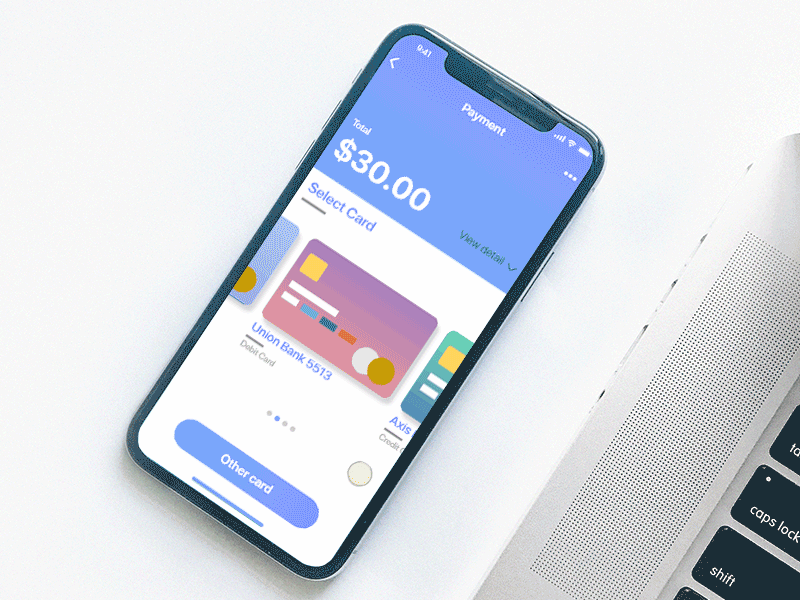 9:41
Payment
Total
$30.00
Select Card
View detail
Union Bank 5513
Debit Card
Axis
Credit C
Other card
caps lock
shift